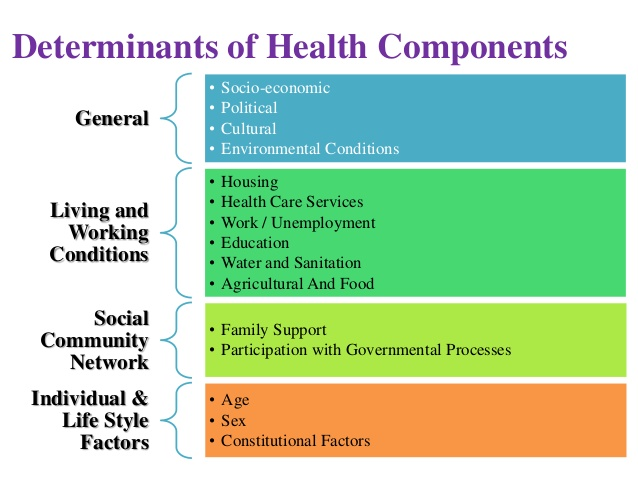 Determinants of Health Components
General
• Socio-economic
• Political
• Cultural
• Environmental Conditions
Living and
Working
Conditions
• Housing
• Health Care Services
• Work / Unemployment
• Education
• Water and Sanitation
• Agricultural And Food
Social
Community
Network
• Family Support
• Participation with Governmental Processes
Individual &
Life Style
Factors
• Age
• Sex
• Constitutional Factors